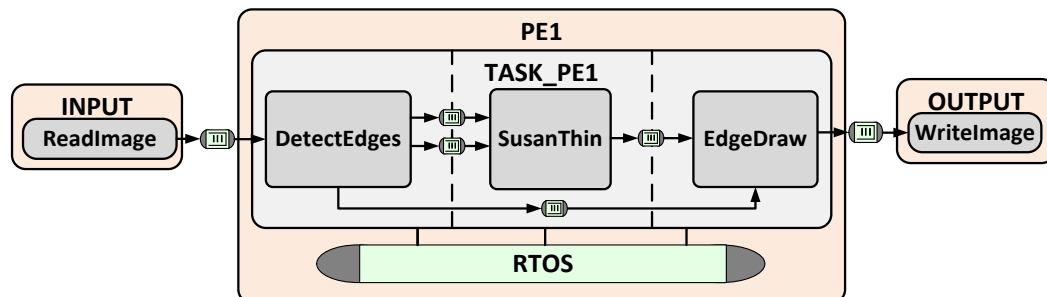 PE1
TASK_PE1
INPUT
ReadImage
DetectEdges
SusanThin
EdgeDraw
OUTPUT
WriteImage
RTOS